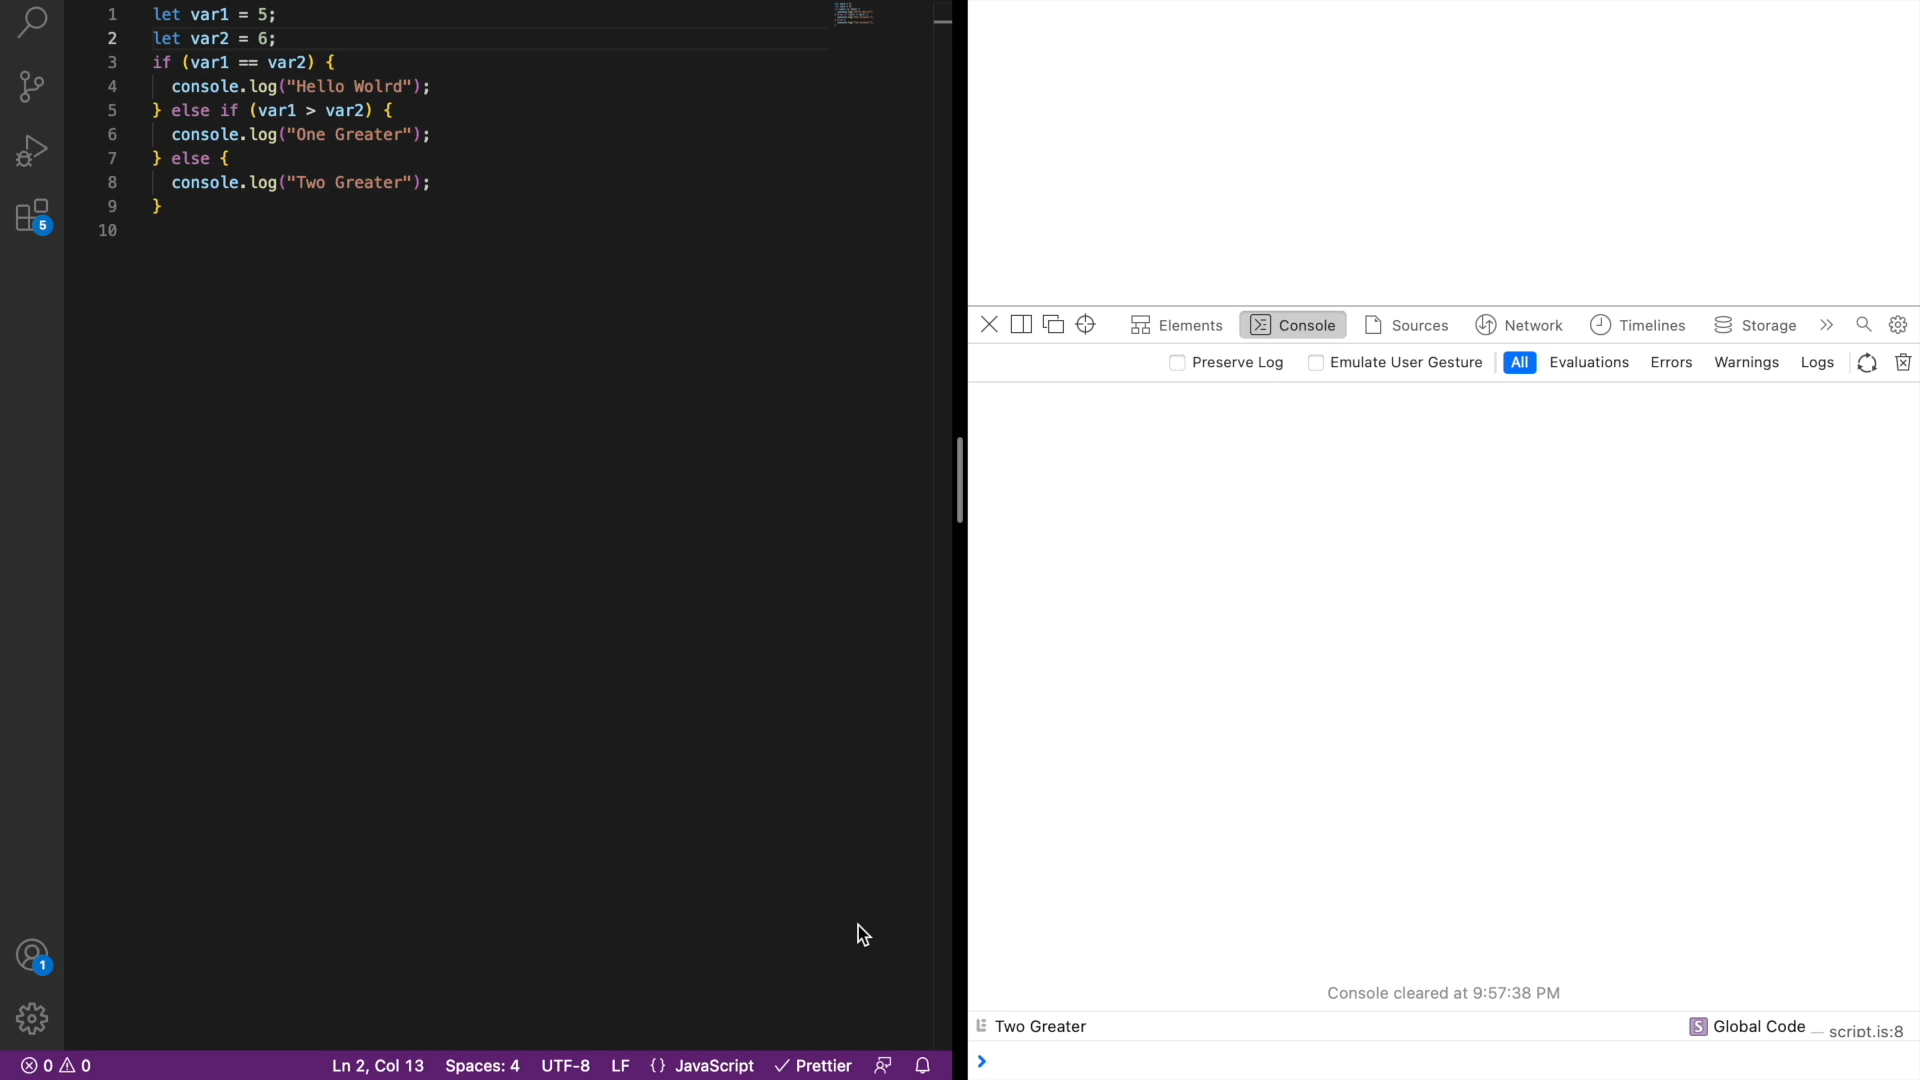 1 let var1 = 5;
2 let var2 = 6;
3 if (var1 == var2) {
4 console.log("Hello Wolrd");
5 } else if (var1 > var2) {
6 console.log("One Greater");
7 } else {
8 console.log("Two Greater");
9 }
10
5
1
0 0 Ln 2, Col 13 Spaces: 4 UTF-8 LF {} JavaScript Prettier
Elements Console Sources Network Timelines Storage
Preserve Log Emulate User Gesture All Evaluations Errors Warnings Logs
Console cleared at 9:57:38 PM
Two Greater S Global Code — script.js:8